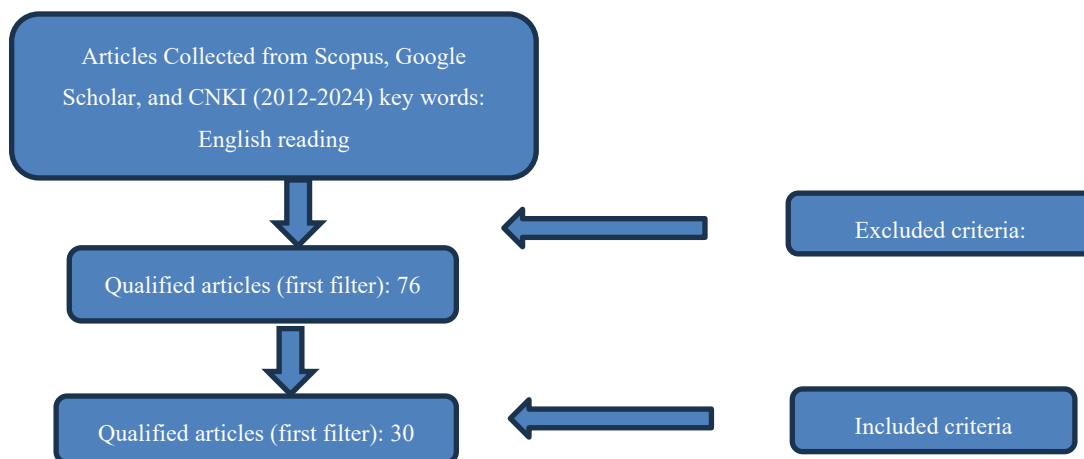 Articles Collected from Scopus, Google
Scholar, and CNKI (2012-2024) key words:
English reading
Excluded criteria:
Qualified articles (first filter): 76
Qualified articles (first filter): 30
Included criteria